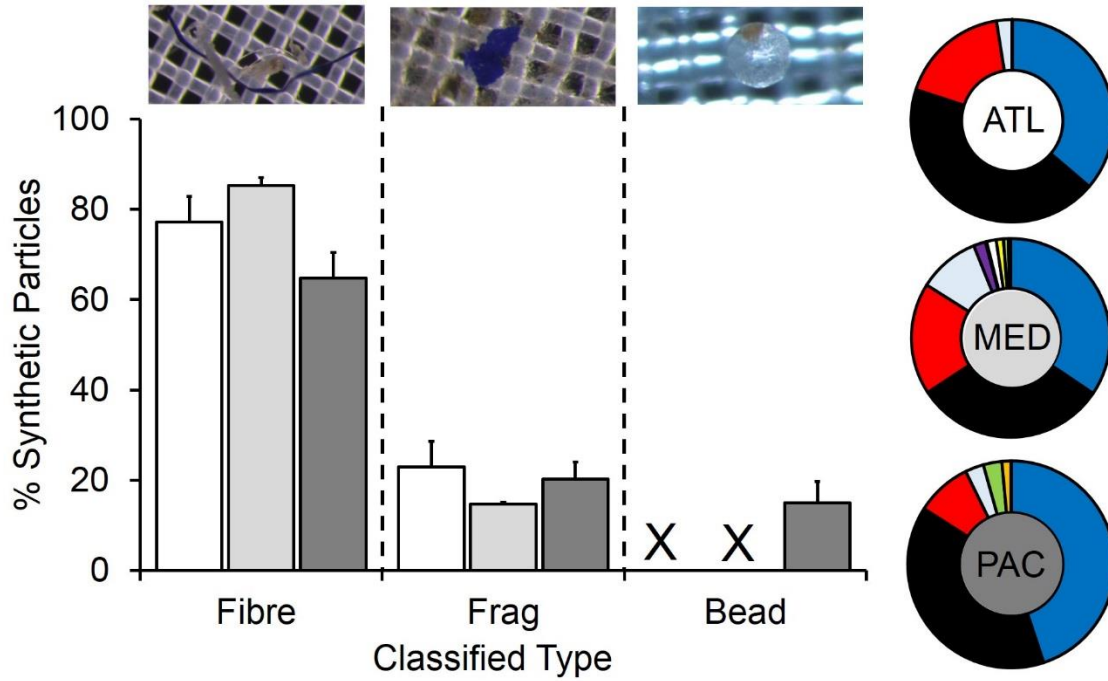 100
80
60
40
20
0
% Synthetic Particles
X X
Fibre Frag Bead
Classified Type
ATL
MED
PAC